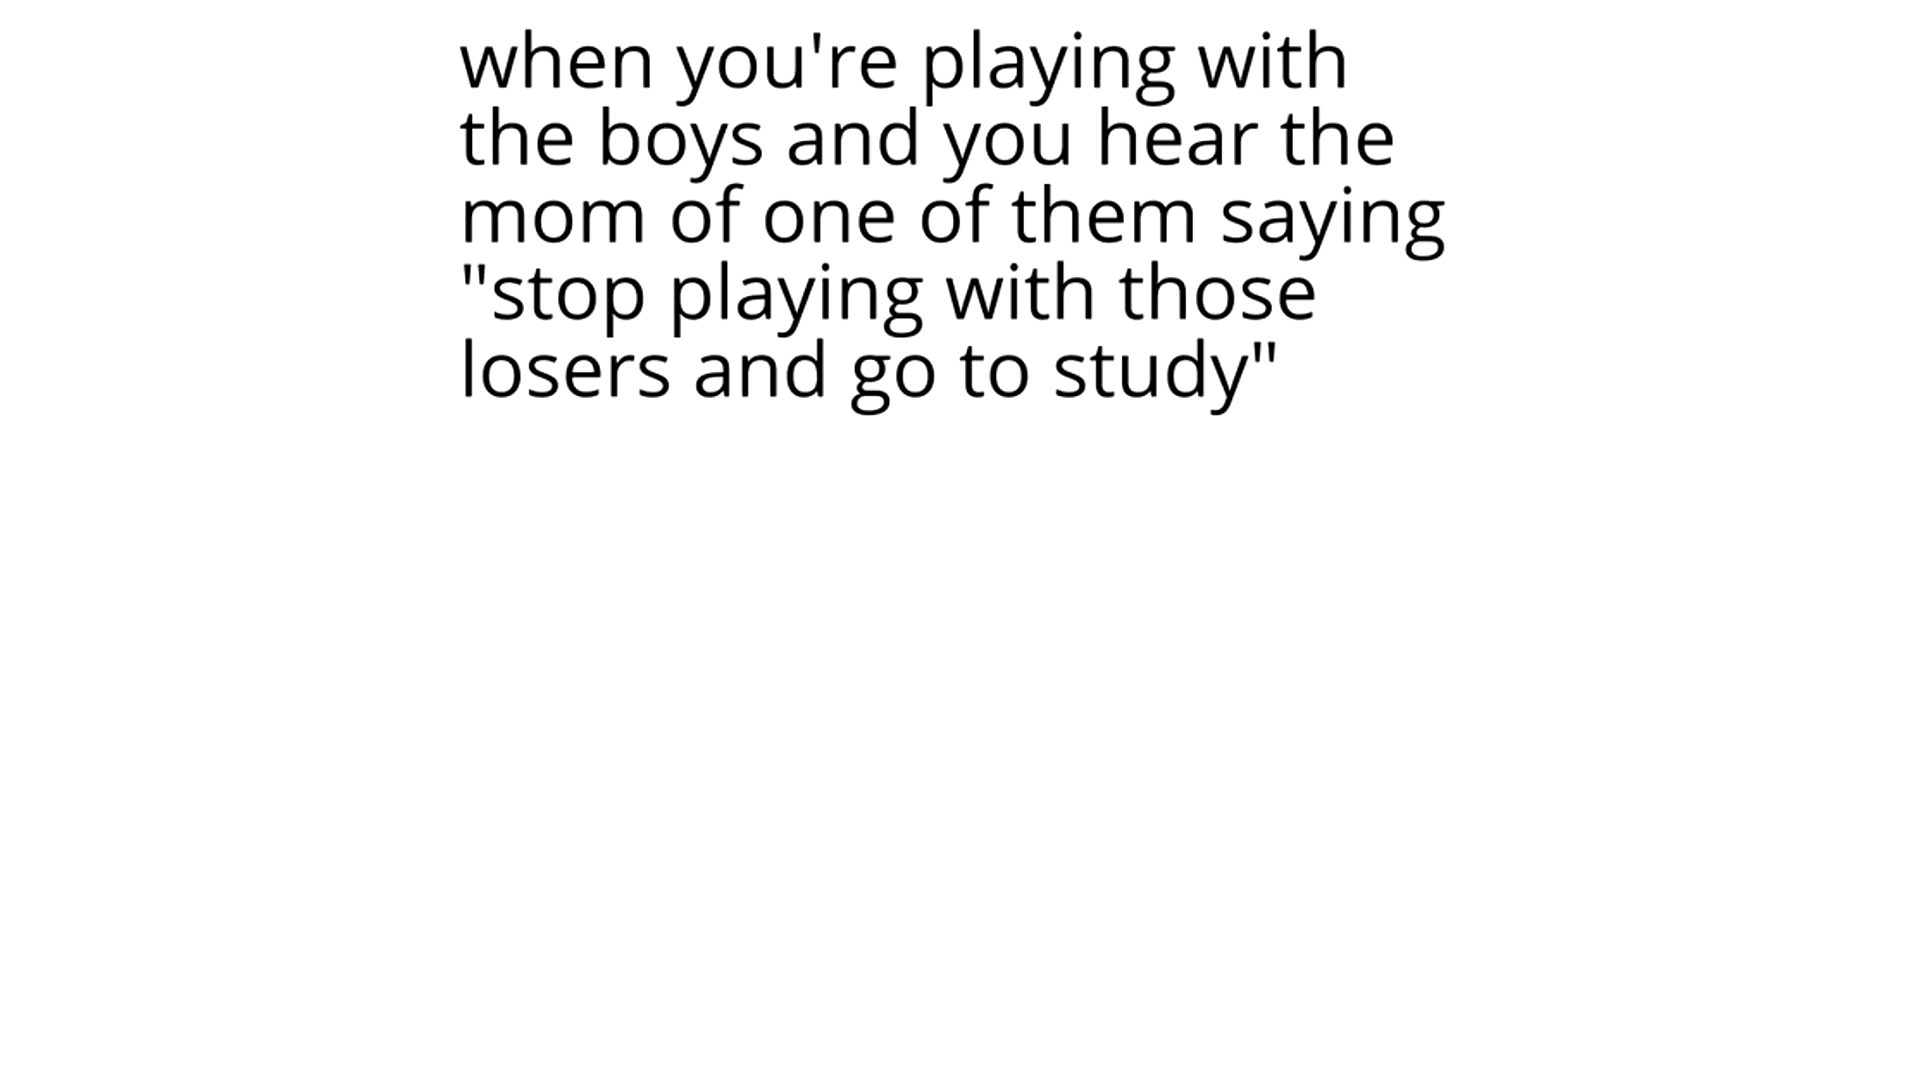 when you're playing with
the boys and you hear the
mom of one of them saying
"stop playing with those
losers and go to study"